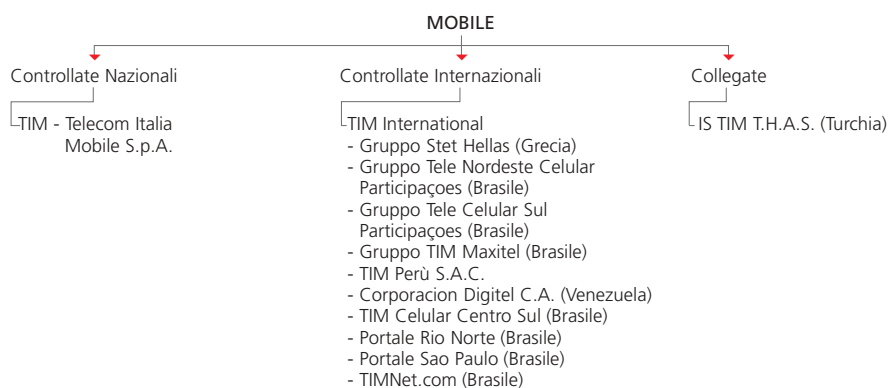 MOBILE
Controllate Nazionali
TIM - Telecom Italia
Mobile S.p.A.
Controllate Internazionali
TIM International
- Gruppo Stet Hellas (Grecia)
- Gruppo Tele Nordeste Celular
Participaçoes (Brasile)
- Gruppo Tele Celular Sul
Participaçoes (Brasile)
- Gruppo TIM Maxitel (Brasile)
- TIM Perù S.A.C.
- Corporacion Digitel C.A. (Venezuela)
- TIM Celular Centro Sul (Brasile)
- Portale Rio Norte (Brasile)
- Portale Sao Paulo (Brasile)
- TIMNet.com (Brasile)
Collegate
IS TIM T.H.A.S. (Turchia)